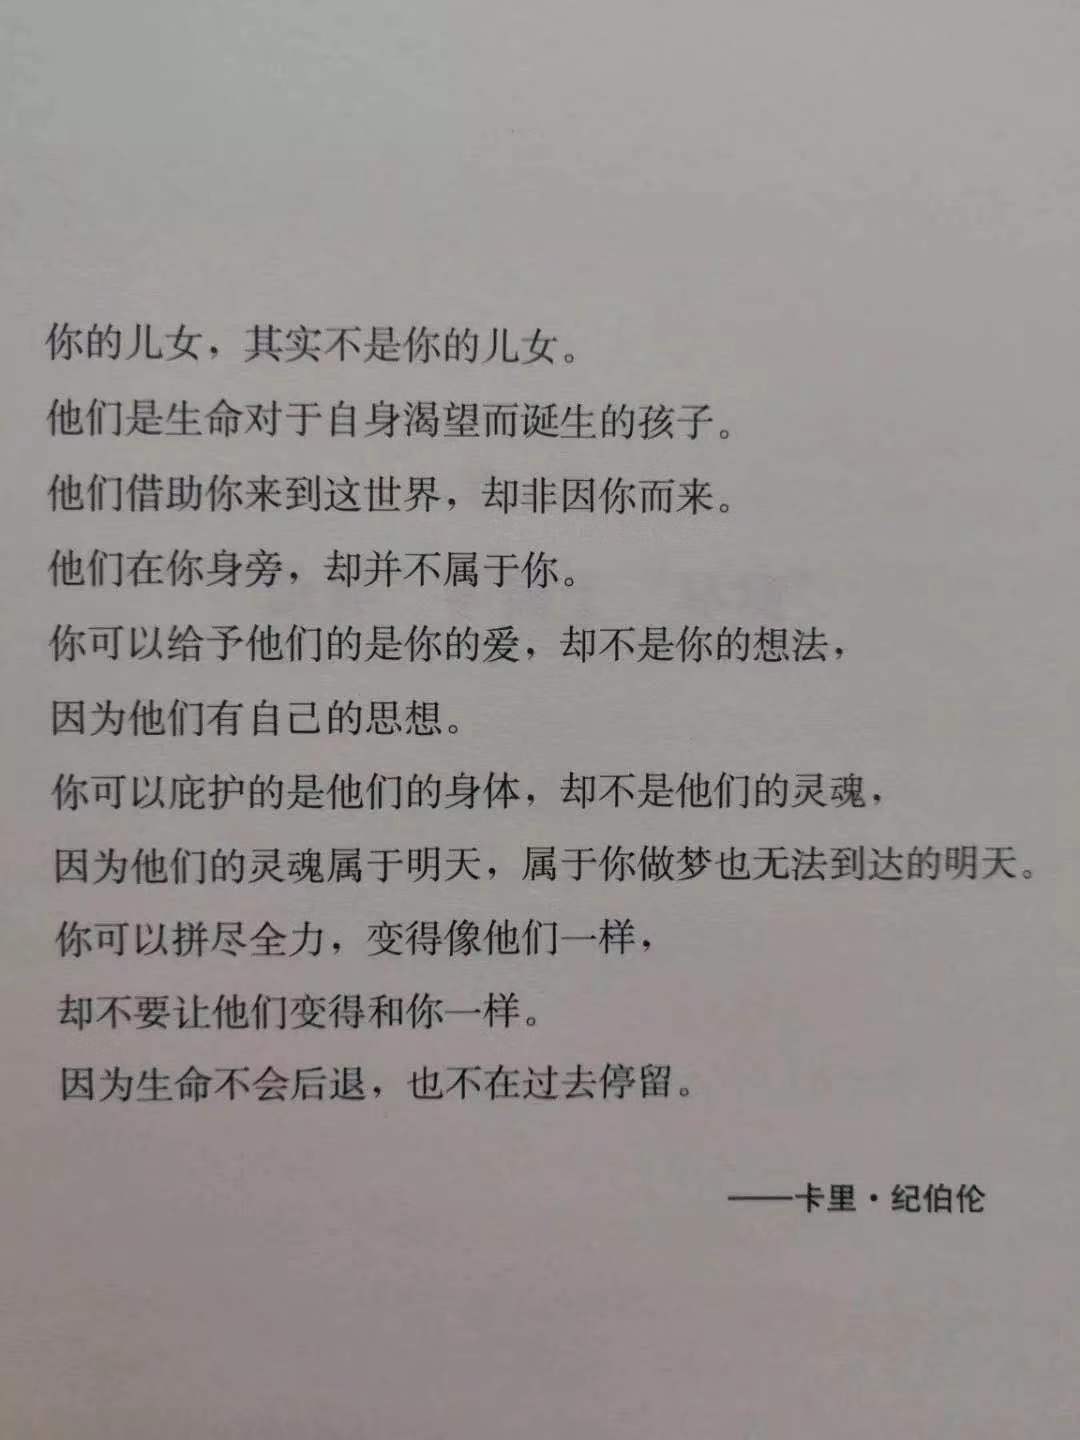 你的儿女，其实不是你的儿女。
他们是生命对于自身渴望而诞生的孩子。
他们借助你来到这世界，却非因你而来。
他们在你身旁，却并不属于你。
你可以给予他们的是你的爱，却不是你的想法，
因为他们有自己的思想。
你可以庇护的是他们的身体，却不是他们的灵魂，
因为他们的灵魂属于明天，属于你做梦也无法到达的明天。
你可以拼尽全力，变得像他们一样，
却不要让他们变得和你一样。
因为生命不会后退，也不在过去停留。
——卡里·纪伯伦